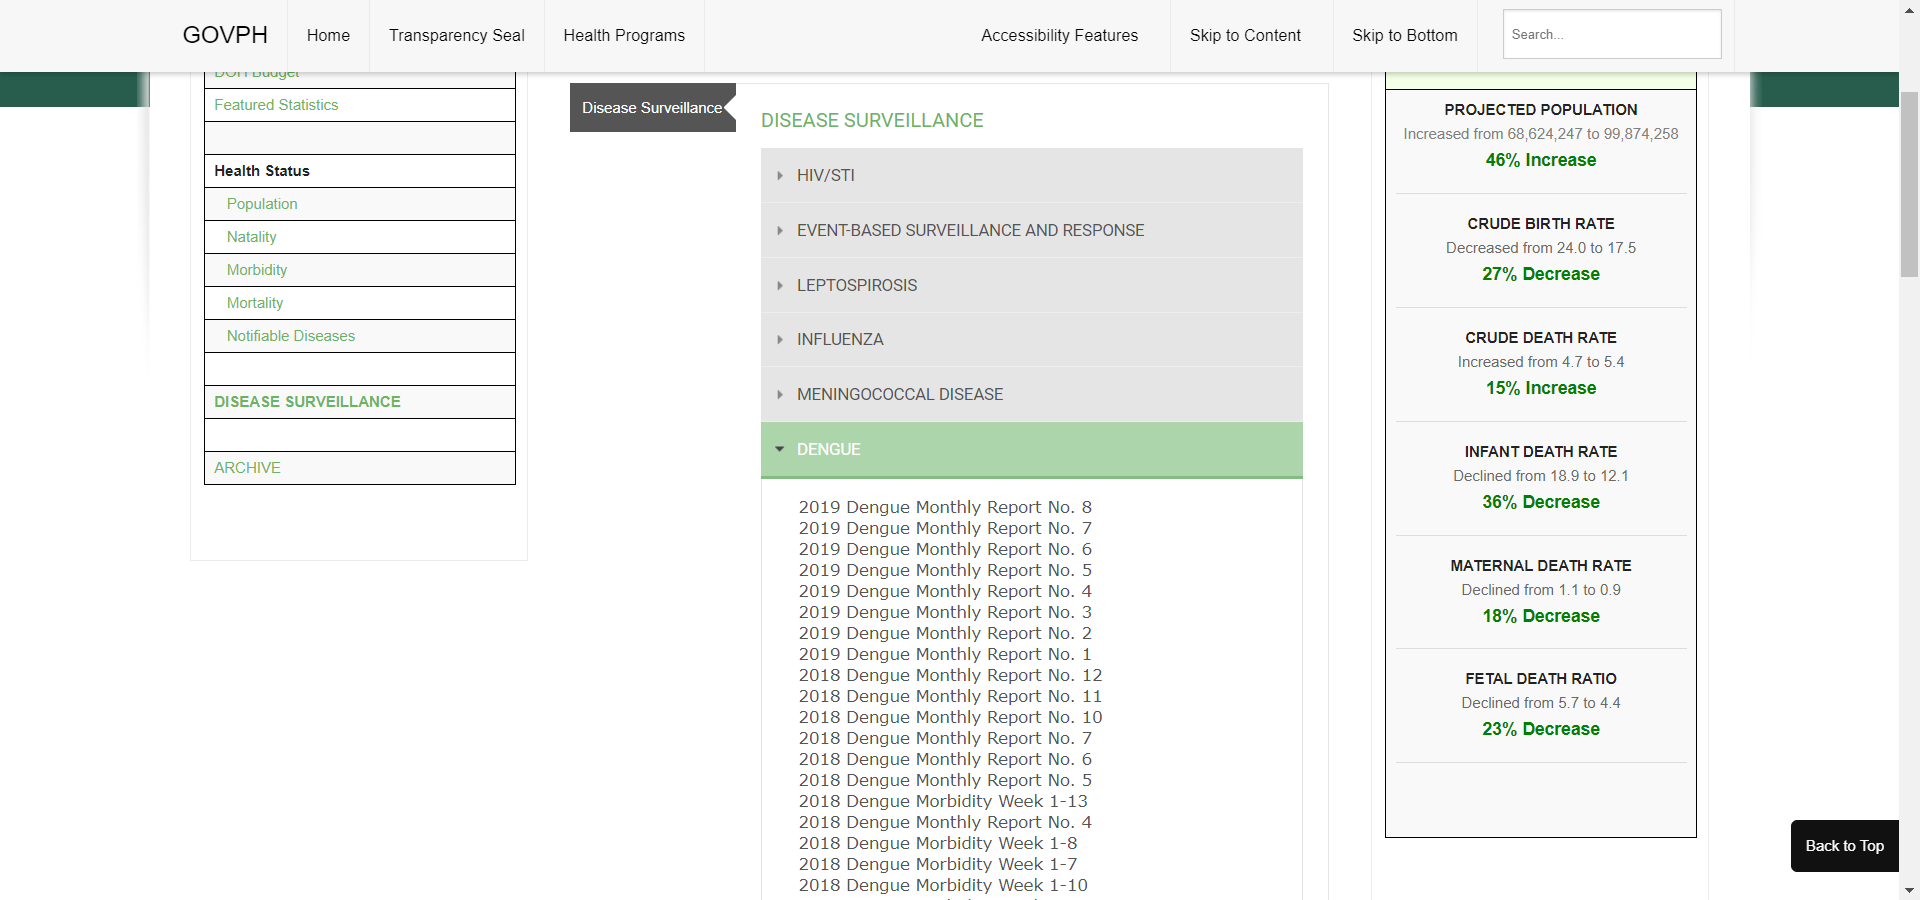 GOVPH
Home
Transparency Seal
Health Programs
Accessibility Features
Skip to Content
Skip to Bottom
Search...
DOH Budget
Featured Statistics
Health Status
Population
Natality
Morbidity
Mortality
Notifiable Diseases
DISEASE SURVEILLANCE
ARCHIVE
Disease Surveillance
DISEASE SURVEILLANCE
HIV/STI
EVENT-BASED SURVEILLANCE AND RESPONSE
LEPTOSPIROSIS
INFLUENZA
MENINGOCOCCAL DISEASE
DENGUE
2019 Dengue Monthly Report No. 8
2019 Dengue Monthly Report No. 7
2019 Dengue Monthly Report No. 6
2019 Dengue Monthly Report No. 5
2019 Dengue Monthly Report No. 4
2019 Dengue Monthly Report No. 3
2019 Dengue Monthly Report No. 2
2019 Dengue Monthly Report No. 1
2018 Dengue Monthly Report No. 12
2018 Dengue Monthly Report No. 11
2018 Dengue Monthly Report No. 10
2018 Dengue Monthly Report No. 7
2018 Dengue Monthly Report No. 6
2018 Dengue Monthly Report No. 5
2018 Dengue Morbidity Week 1-13
2018 Dengue Monthly Report No. 4
2018 Dengue Morbidity Week 1-8
2018 Dengue Morbidity Week 1-7
2018 Dengue Morbidity Week 1-10
PROJECTED POPULATION
Increased from 68,624,247 to 99,874,258
46% Increase
CRUDE BIRTH RATE
Decreased from 24.0 to 17.5
27% Decrease
CRUDE DEATH RATE
Increased from 4.7 to 5.4
15% Increase
INFANT DEATH RATE
Declined from 18.9 to 12.1
36% Decrease
MATERNAL DEATH RATE
Declined from 1.1 to 0.9
18% Decrease
FETAL DEATH RATIO
Declined from 5.7 to 4.4
23% Decrease
Back to Top